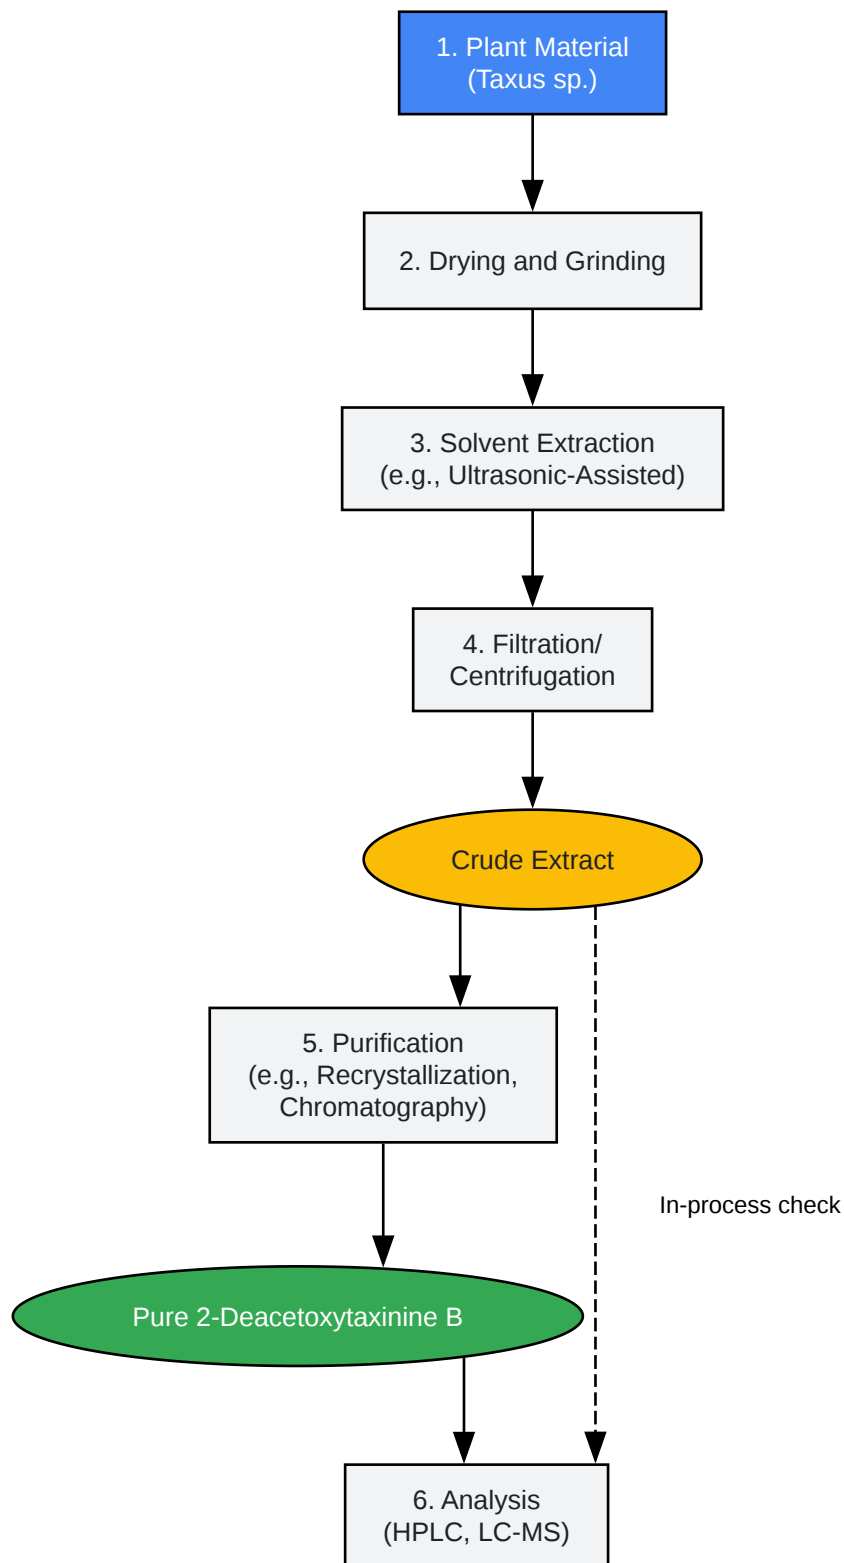 1. Plant Material
(Taxus sp.)
2. Drying and Grinding
3. Solvent Extraction
(e.g., Ultrasonic-Assisted)
4. Filtration/
Centrifugation
Crude Extract
5. Purification
(e.g., Recrystallization,
Chromatography)
In-process check
Pure 2-Deacetoxytaxinine B
6. Analysis
(HPLC, LC-MS)